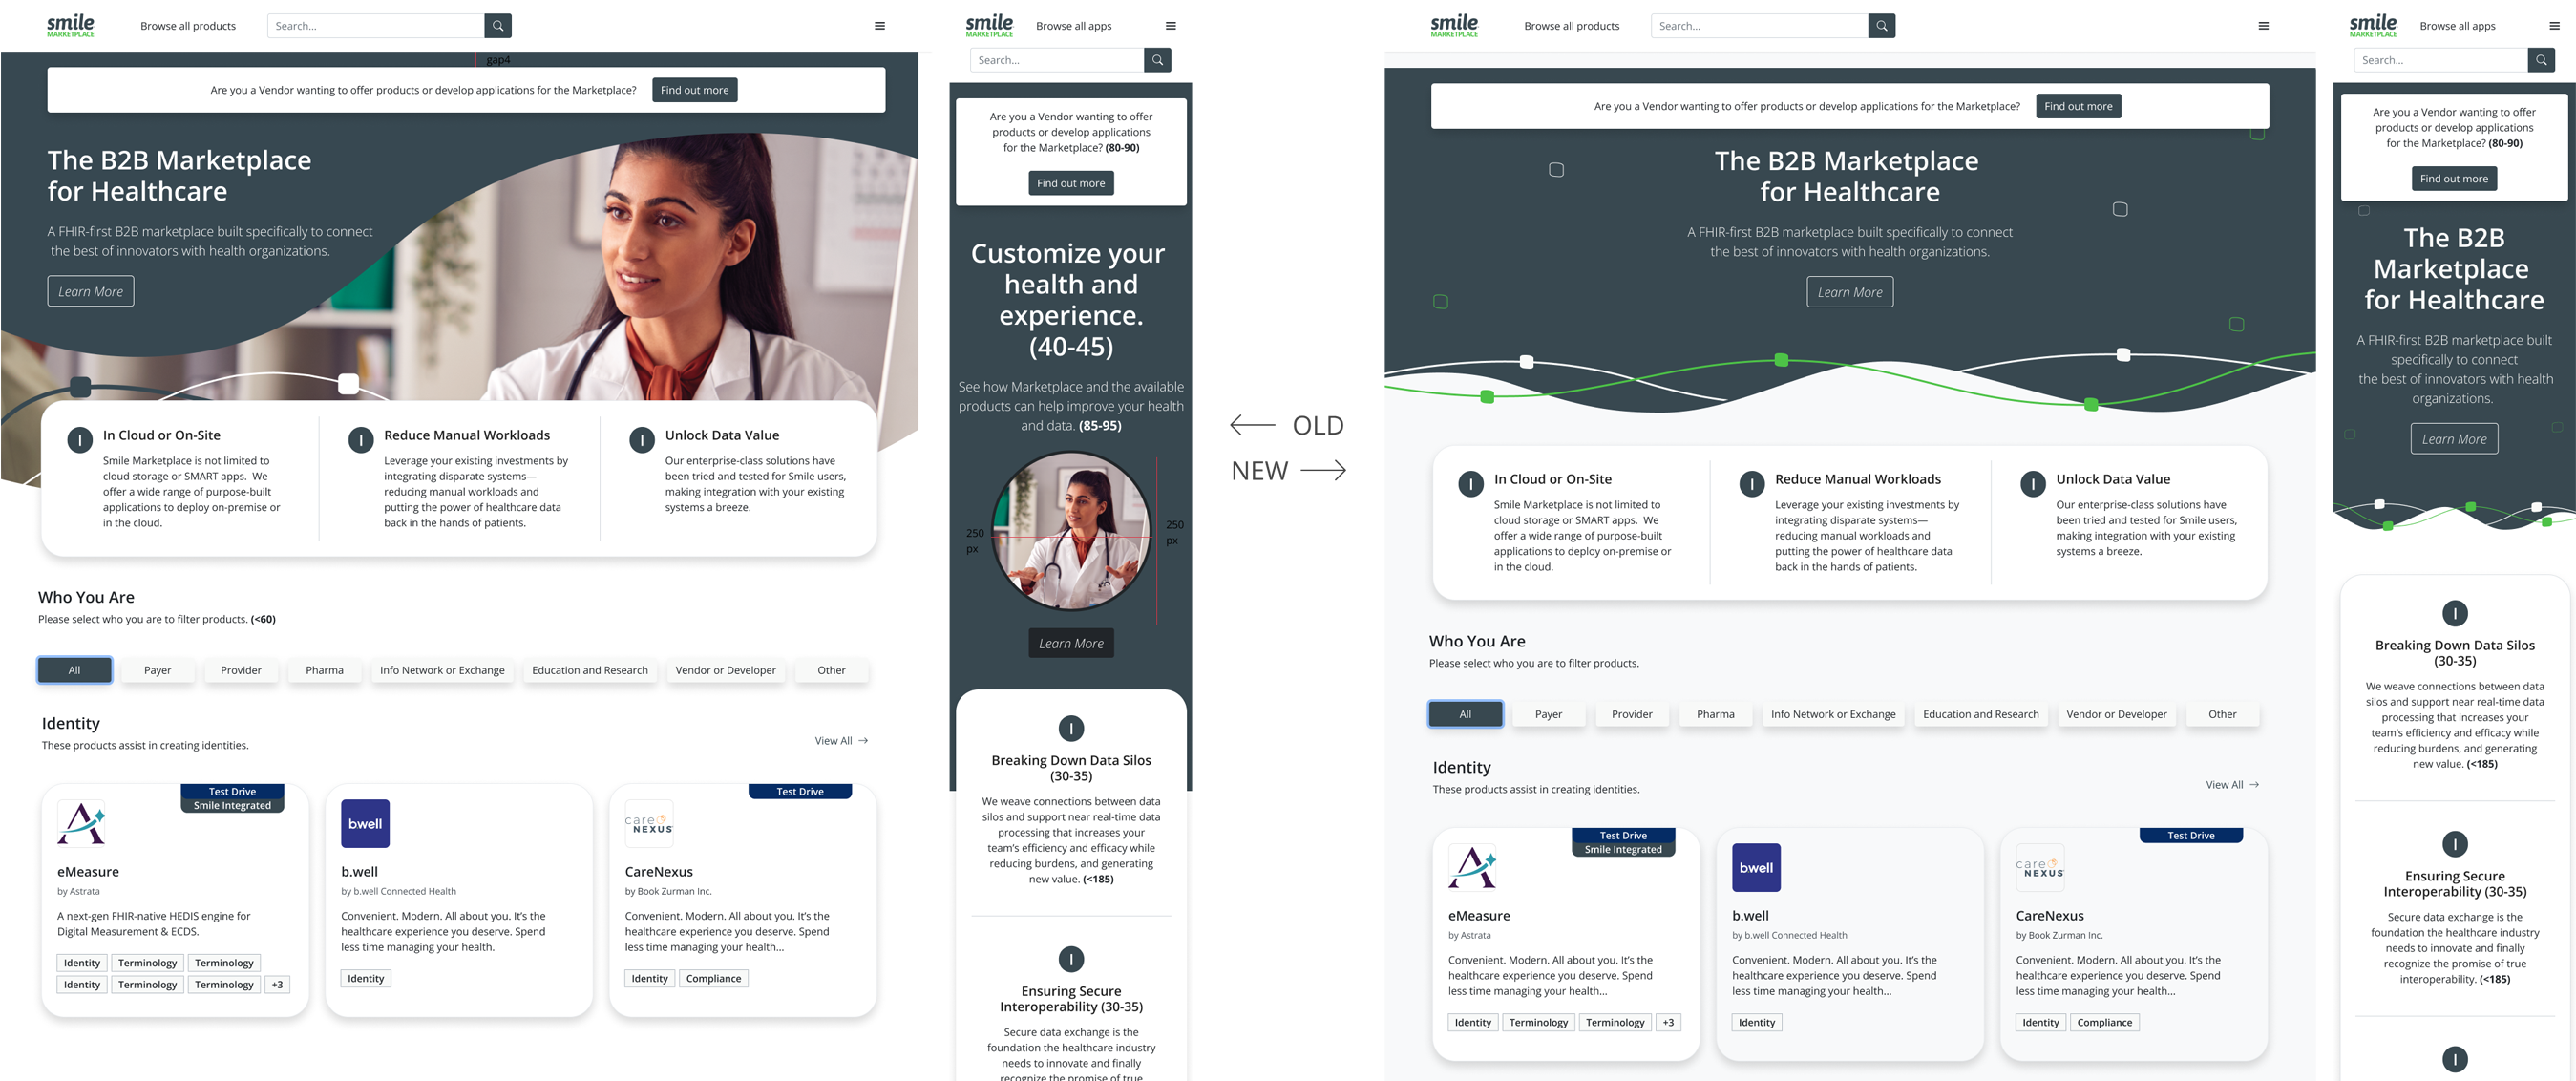 smile
MARKETPLACE
Browse all products
Search...
gap4
Are you a Vendor wanting to offer products or develop applications for the Marketplace?
Find out more
The B2B Marketplace
for Healthcare
A FHIR-first B2B marketplace built specifically to connect
the best of innovators with health organizations.
Learn More
I
In Cloud or On-Site
Smile Marketplace is not limited to
cloud storage or SMART apps. We
offer a wide range of purpose-built
applications to deploy on-premise or
in the cloud.
I
Reduce Manual Workloads
Leverage your existing investments by
integrating disparate systems—
reducing manual workloads and
putting the power of healthcare data
back in the hands of patients.
I
Unlock Data Value
Our enterprise-class solutions have
been tried and tested for Smile users,
making integration with your existing
systems a breeze.
Who You Are
Please select who you are to filter products. (<60)
All
Payer
Provider
Pharma
Info Network or Exchange
Education and Research
Vendor or Developer
Other
Identity
These products assist in creating identities.
View All →
Test Drive
Smile Integrated
A
eMeasure
by Astrata
A next-gen FHIR-native HEDIS engine for
Digital Measurement & ECDS.
Identity Terminology Terminology
Identity Terminology Terminology +3
bwell
b.well
by b.well Connected Health
Convenient. Modern. All about you. It's the
healthcare experience you deserve. Spend
less time managing your health.
Identity
Test Drive
care
NEXUS
CareNexus
by Book Zurman Inc.
Convenient. Modern. All about you. It's the
healthcare experience you deserve. Spend
less time managing your health...
Identity Compliance
smile
MARKETPLACE
Browse all apps
Search...
Are you a Vendor wanting to offer
products or develop applications
for the Marketplace? (80-90)
Find out more
Customize your
health and
experience.
(40-45)
See how Marketplace and the available
products can help improve your health
and data. (85-95)
250
px
250
px
Learn More
I
Breaking Down Data Silos
(30-35)
We weave connections between data
silos and support near real-time data
processing that increases your
team's efficiency and efficacy while
reducing burdens, and generating
new value. (<185)
I
Ensuring Secure
Interoperability (30-35)
Secure data exchange is the
foundation the healthcare industry
needs to innovate and finally
recognize the promise of true
← OLD
NEW →
smile
MARKETPLACE
Browse all products
Search...
Are you a Vendor wanting to offer products or develop applications for the Marketplace?
Find out more
The B2B Marketplace
for Healthcare
A FHIR-first B2B marketplace built specifically to connect
the best of innovators with health organizations.
Learn More
I
In Cloud or On-Site
Smile Marketplace is not limited to
cloud storage or SMART apps. We
offer a wide range of purpose-built
applications to deploy on-premise or
in the cloud.
I
Reduce Manual Workloads
Leverage your existing investments by
integrating disparate systems—
reducing manual workloads and
putting the power of healthcare data
back in the hands of patients.
I
Unlock Data Value
Our enterprise-class solutions have
been tried and tested for Smile users,
making integration with your existing
systems a breeze.
Who You Are
Please select who you are to filter products.
All
Payer
Provider
Pharma
Info Network or Exchange
Education and Research
Vendor or Developer
Other
Identity
These products assist in creating identities.
View All →
Test Drive
Smile Integrated
A
eMeasure
by Astrata
Convenient. Modern. All about you. It's the
healthcare experience you deserve. Spend
less time managing your health...
Identity Terminology Terminology +3
bwell
b.well
by b.well Connected Health
Convenient. Modern. All about you. It's the
healthcare experience you deserve. Spend
less time managing your health...
Identity
Test Drive
care
NEXUS
CareNexus
by Book Zurman Inc.
Convenient. Modern. All about you. It's the
healthcare experience you deserve. Spend
less time managing your health...
Identity Compliance
smile
MARKETPLACE
Browse all apps
Search...
Are you a Vendor wanting to offer
products or develop applications
for the Marketplace? (80-90)
Find out more
The B2B
Marketplace
for Healthcare
A FHIR-first B2B marketplace built
specifically to connect
the best of innovators with health
organizations.
Learn More
I
Breaking Down Data Silos
(30-35)
We weave connections between data
silos and support near real-time data
processing that increases your
team's efficiency and efficacy while
reducing burdens, and generating
new value. (<185)
I
Ensuring Secure
Interoperability (30-35)
Secure data exchange is the
foundation the healthcare industry
needs to innovate and finally
recognize the promise of true
interoperability. (<185)
I